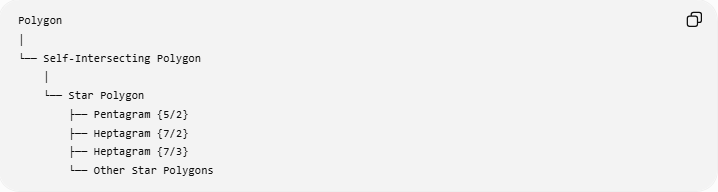 Polygon
│
└── Self-Intersecting Polygon
    │
    └── Star Polygon
        ├── Pentagram {5/2}
        ├── Heptagram {7/2}
        ├── Heptagram {7/3}
        └── Other Star Polygons